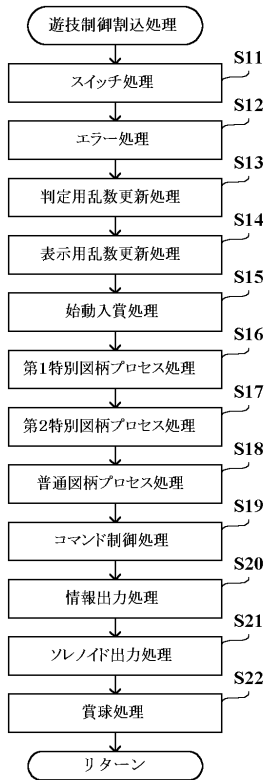 遊技制御割込処理
S11
スイッチ処理
S12
エラー処理
S13
判定用乱数更新処理
S14
表示用乱数更新処理
S15
始動入賞処理
S16
第1特別図柄プロセス処理
S17
第2特別図柄プロセス処理
S18
普通図柄プロセス処理
S19
コマンド制御処理
S20
情報出力処理
S21
ソレノイド出力処理
S22
賞球処理
リターン